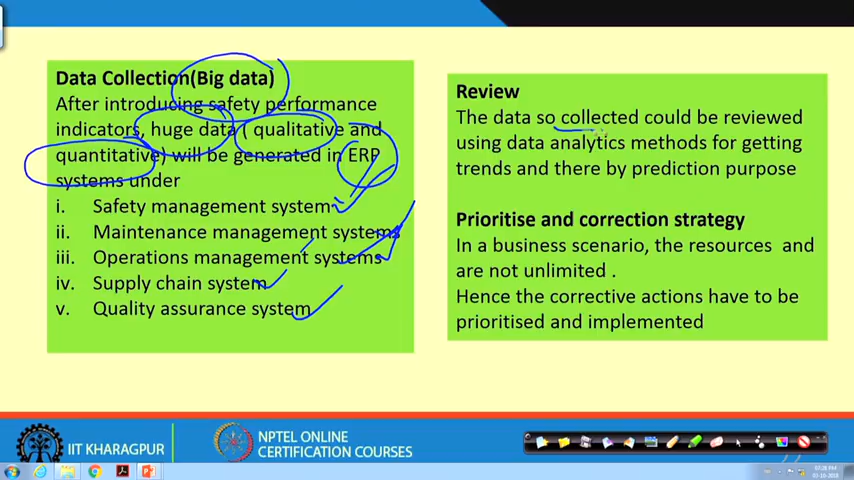 Data Collection(Big data)
After introducing safety performance
indicators, huge data ( qualitative and
quantitative) will be generated in ERP
systems under
i. Safety management system
ii. Maintenance management systems
iii. Operations management systems
iv. Supply chain system
v. Quality assurance system
Review
The data so collected could be reviewed
using data analytics methods for getting
trends and there by prediction purpose
Prioritise and correction strategy
In a business scenario, the resources and
are not unlimited .
Hence the corrective actions have to be
prioritised and implemented
IIT KHARAGPUR
NPTEL ONLINE
CERTIFICATION COURSES